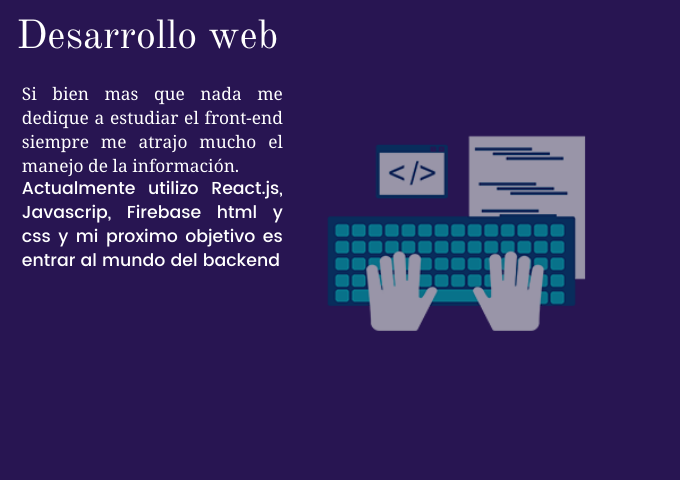 Desarrollo web
Si bien mas que nada me
dedique a estudiar el front-end
siempre me atrajo mucho el
manejo de la información.
Actualmente utilizo React.js,
Javascrip, Firebase html y
css y mi proximo objetivo es
entrar al mundo del backend
</>